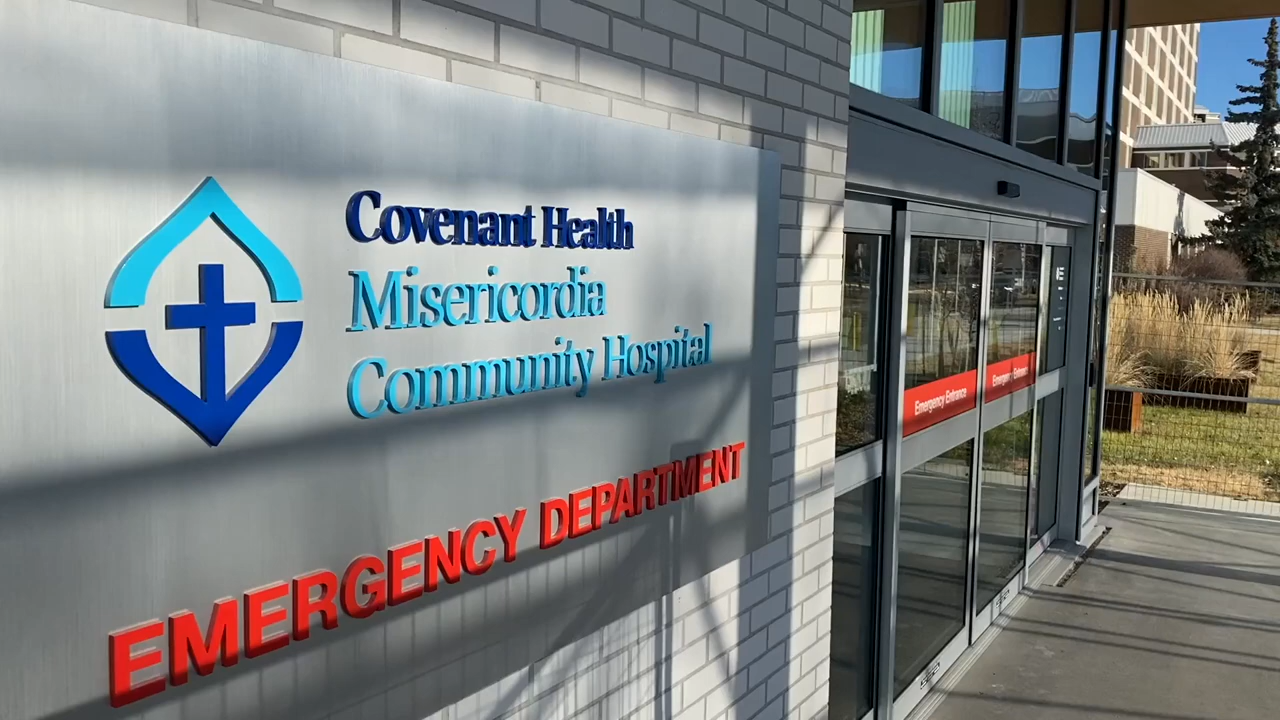 Covenant Health
Misericordia
Community Hospital
EMERGENCY DEPARTMENT
Emergency Entrance
Emergency Entrance